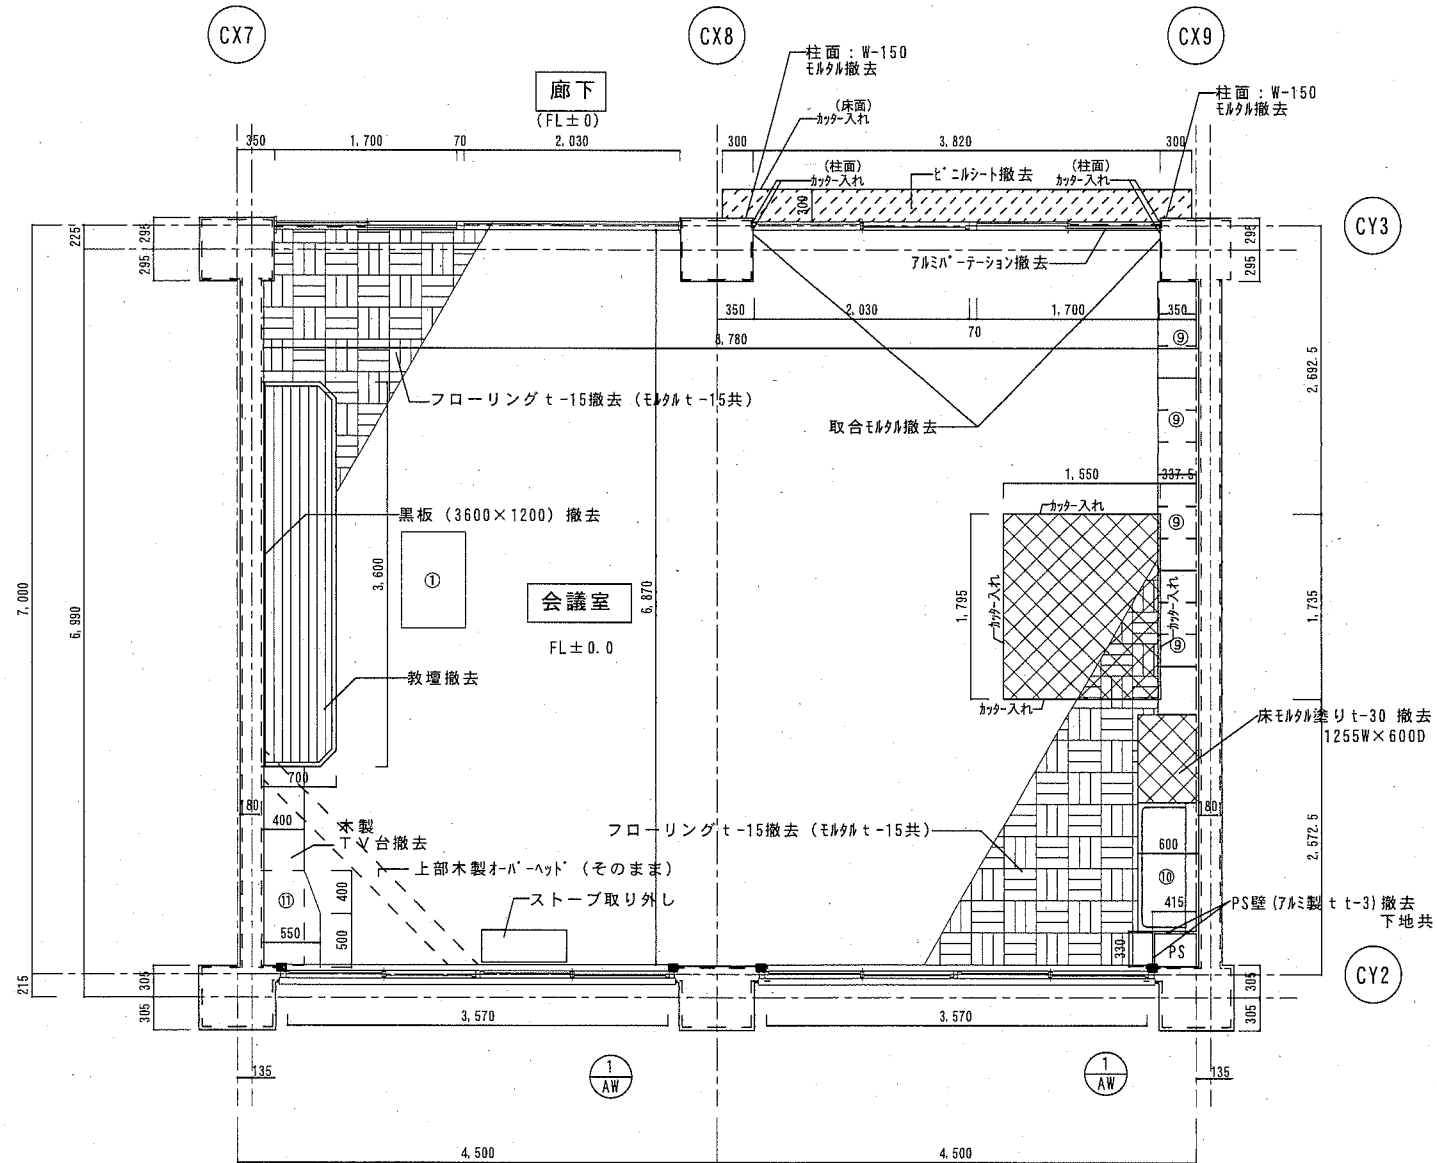 CX7
CX8
CX9
廊下
(FL±0)
柱面：W-150
モルタル撤去
(床面)
カッター入れ
柱面：W-150
モルタル撤去
350
1,700
70
2,030
300
3,820
300
(柱面)
カッター入れ
ビニルシート撤去
(柱面)
カッター入れ
300
CY3
225
295
295
295
295
アルミパーテーション撤去
350
2,030
70
1,700
350
8,780
⑨
2,692.5
フローリングt-15撤去 (モルタルt-15共)
取合モルタル撤去
⑨
1,550
337.5
黒板 (3600×1200) 撤去
カッター入れ
⑨
①
3,600
会議室
FL±0.0
6,870
7,000
6,990
1,795
カッター入れ
カッター入れ
1,735
⑨
教壇撤去
カッター入れ
床モルタル塗りt-30 撤去
1255W×600D
700
80
400
木製
TV台撤去
フローリングt-15撤去 (モルタルt-15共)
80
600
2,572.5
上部木製オーバーヘッド (そのまま)
⑪
400
ストーブ取り外し
⑩
415
PS壁(アルミ製 t t-3)撤去
下地共
550
500
330
PS
CY2
215
305
305
305
305
3,570
3,570
135
1
AW
1
AW
135
4,500
4,500